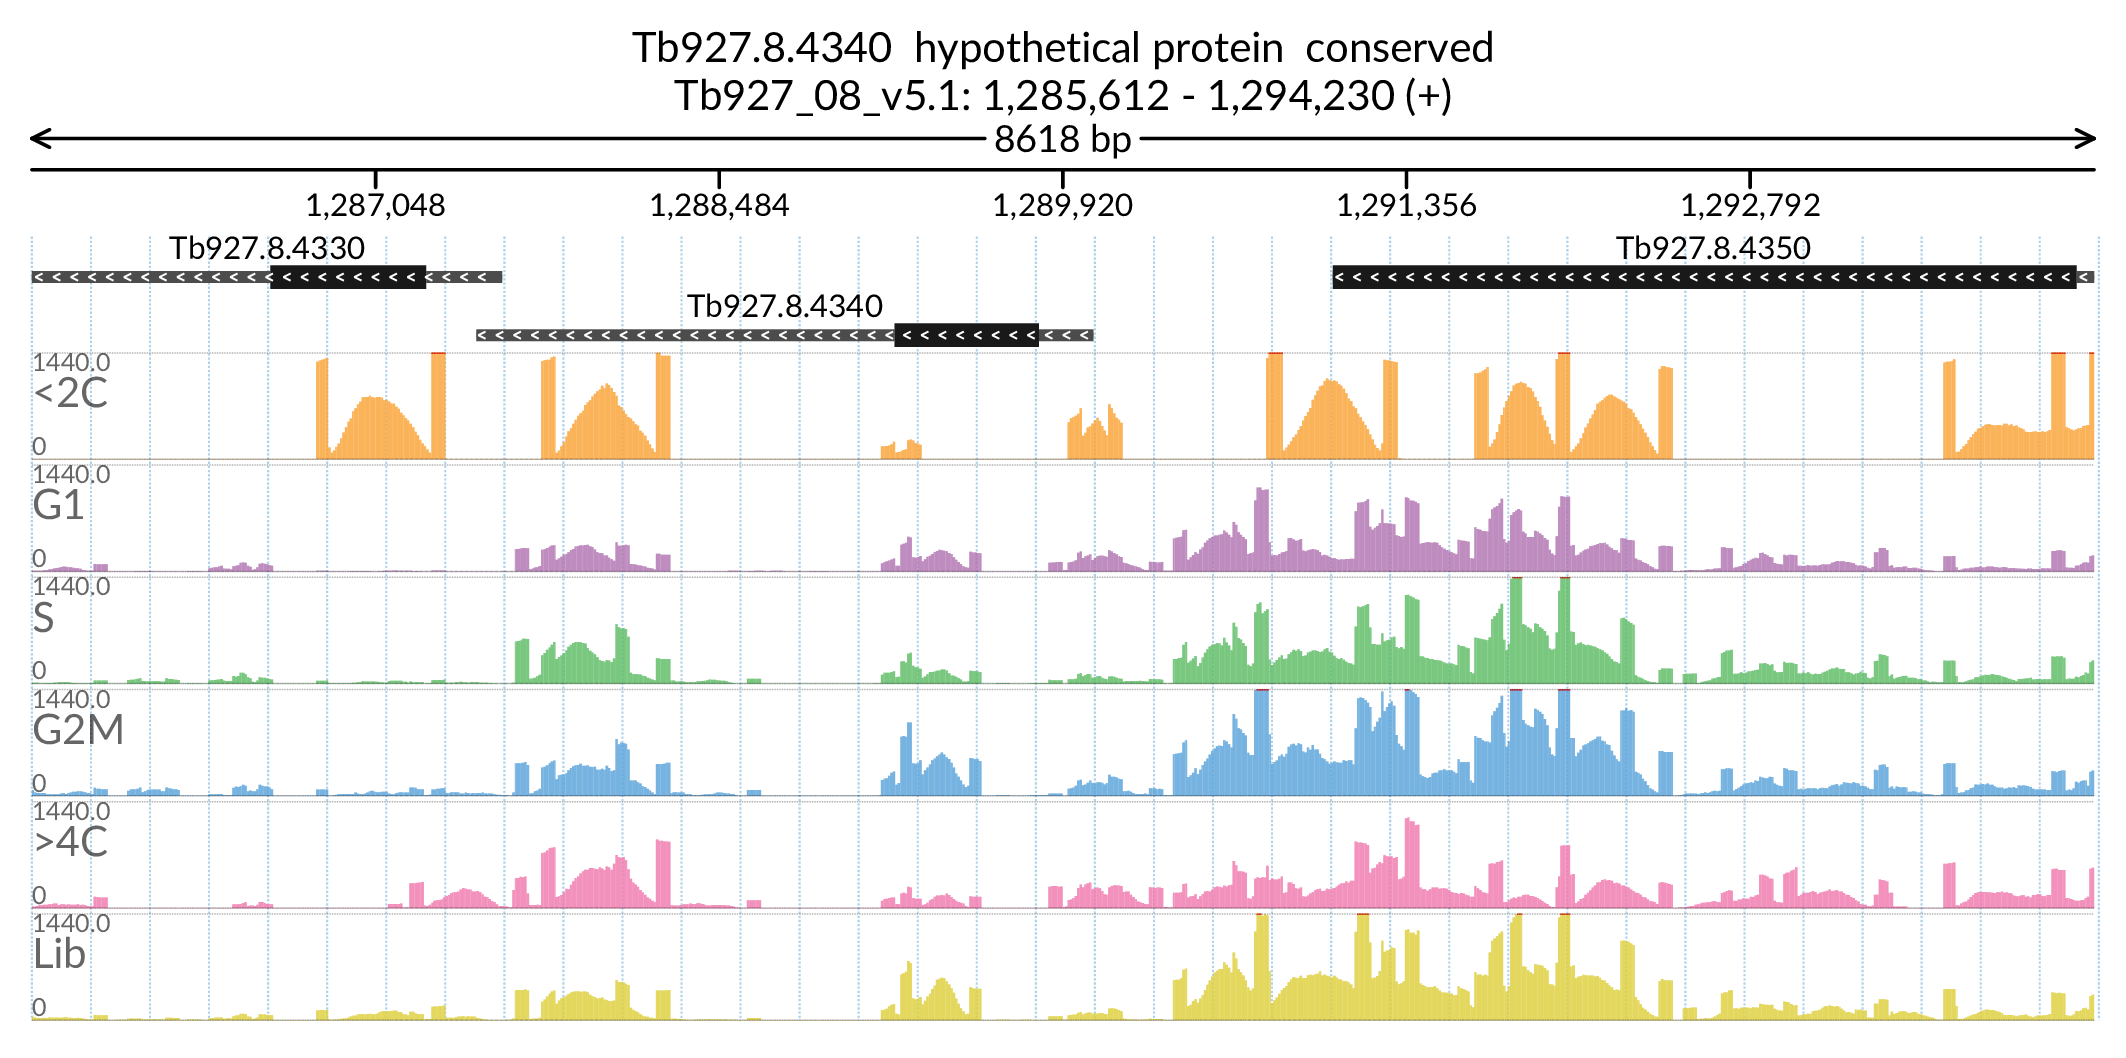 Tb927.8.4340 hypothetical protein conserved
Tb927_08_v5.1: 1,285,612 - 1,294,230 (+)
8618 bp
1,287,048 1,288,484 1,289,920 1,291,356 1,292,792
Tb927.8.4330 Tb927.8.4350
Tb927.8.4340
1440.0
<2C
0
1440.0
G1
0
1440.0
S
0
1440.0
G2M
0
1440.0
>4C
0
1440.0
Lib
0